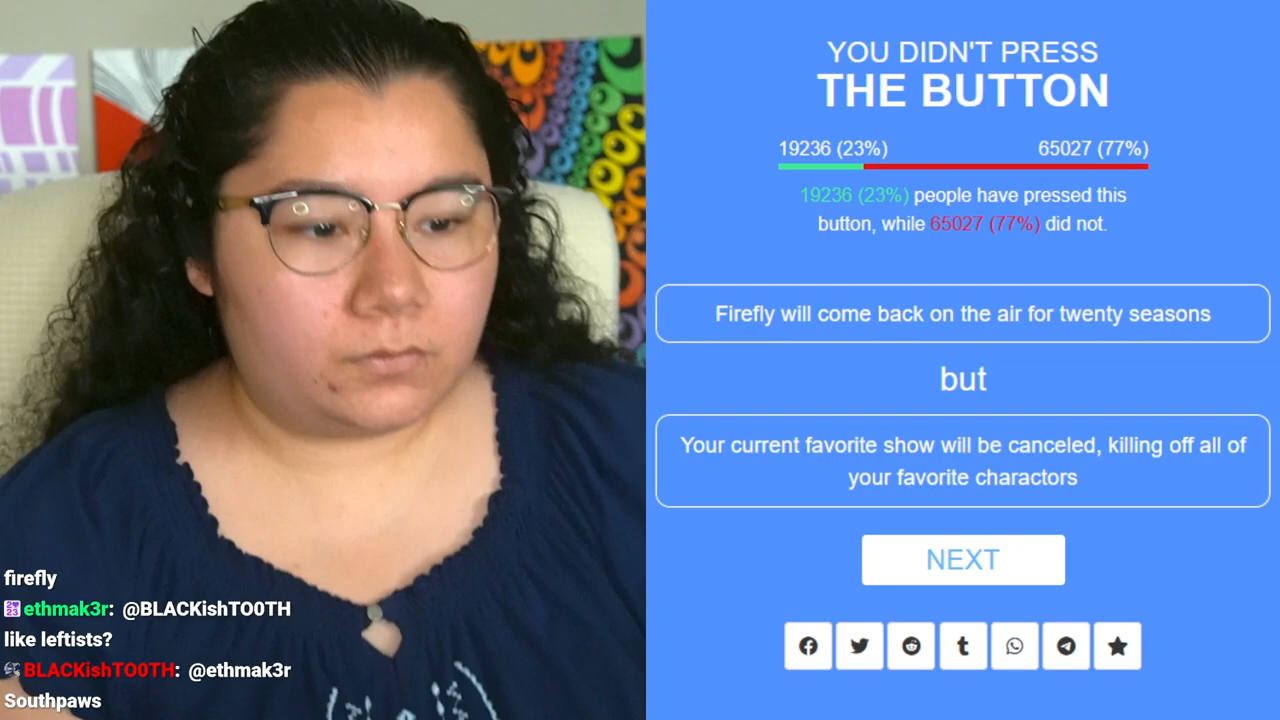 YOU DIDN'T PRESS
THE BUTTON
19236 (23%)
65027 (77%)
19236 (23%) people have pressed this
button, while 65027 (77%) did not.
Firefly will come back on the air for twenty seasons
but
Your current favorite show will be canceled, killing off all of
your favorite charactors
NEXT
firefly
ethmak3r: @BLACKishTO0TH
like leftists?
BLACKishTO0TH: @ethmak3r
Southpaws